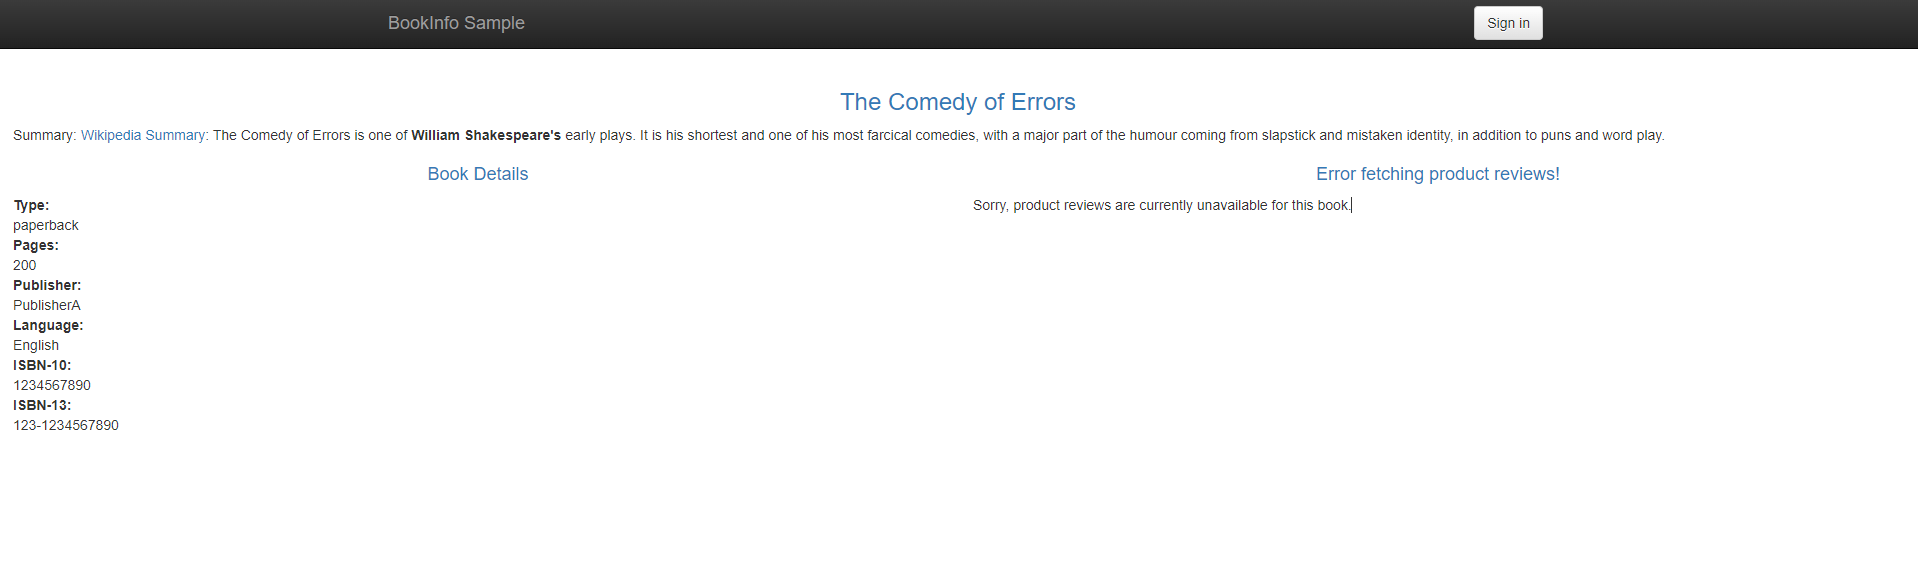 BookInfo Sample
Sign in
The Comedy of Errors
Summary: Wikipedia Summary: The Comedy of Errors is one of William Shakespeare's early plays. It is his shortest and one of his most farcical comedies, with a major part of the humour coming from slapstick and mistaken identity, in addition to puns and word play.
Book Details
Type:
paperback
Pages:
200
Publisher:
PublisherA
Language:
English
ISBN-10:
1234567890
ISBN-13:
123-1234567890
Error fetching product reviews!
Sorry, product reviews are currently unavailable for this book.